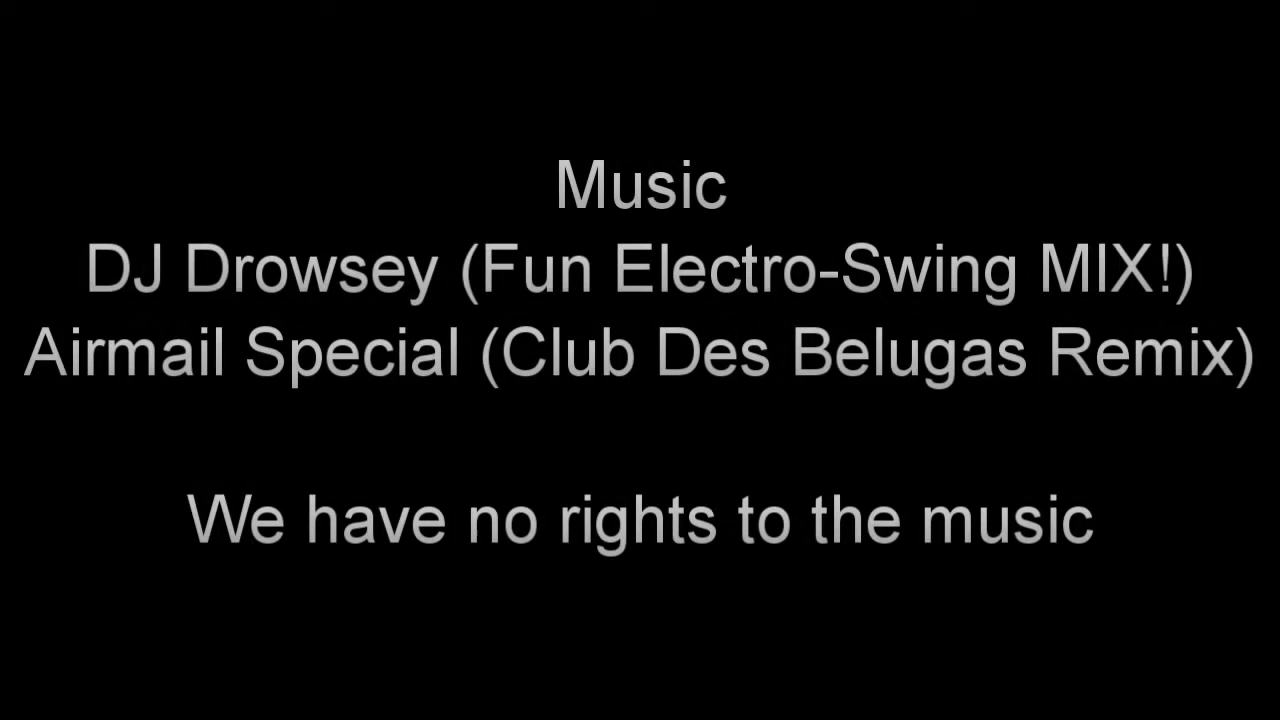 Music
DJ Drowsey (Fun Electro-Swing MIX!)
Airmail Special (Club Des Belugas Remix)
We have no rights to the music